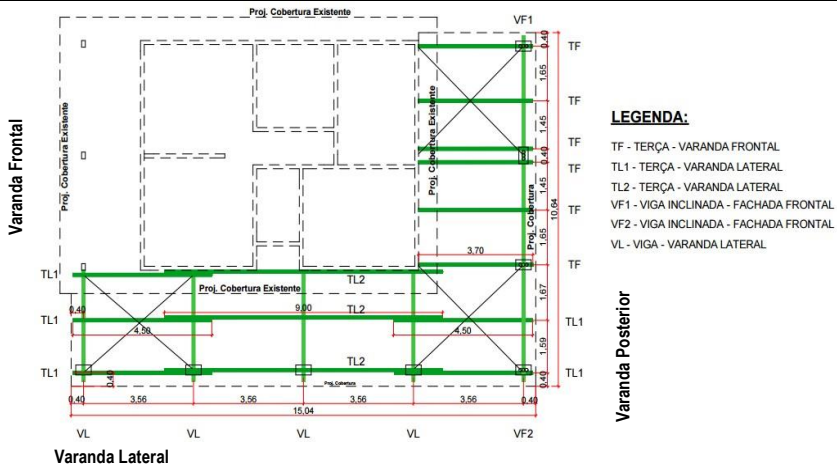 Proj. Cobertura Existente
VF1
0,40
TF
1,65
TF
1,45
TF
0,40
TF
1,45
TF
1,65
TF
10,64
Proj. Cobertura Existente
Proj. Cobertura Existente
Proj. Cobertura
Varanda Frontal
LEGENDA:
TF - TERÇA - VARANDA FRONTAL
TL1 - TERÇA - VARANDA LATERAL
TL2 - TERÇA - VARANDA LATERAL
VF1 - VIGA INCLINADA - FACHADA FRONTAL
VF2 - VIGA INCLINADA - FACHADA FRONTAL
VL - VIGA - VARANDA LATERAL
3,70
TL1
TL2
Proj. Cobertura Existente
1,67
0,40
9,00
TL2
TL1
4,50
4,50
TL1
1,59
TL2
TL1
0,40
Proj. Cobertura
TL1
0,40
0,40
3,56
3,56
3,56
3,56
0,40
15,04
VL
VL
VL
VL
VF2
Varanda Posterior
Varanda Lateral